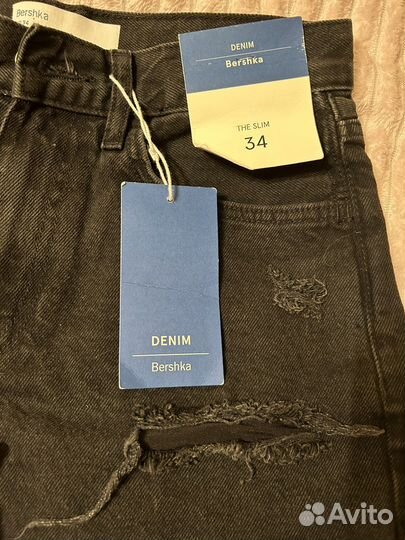 Bershka
DENIM
Bershka
THE SLIM
34
DENIM
Bershka
Avito